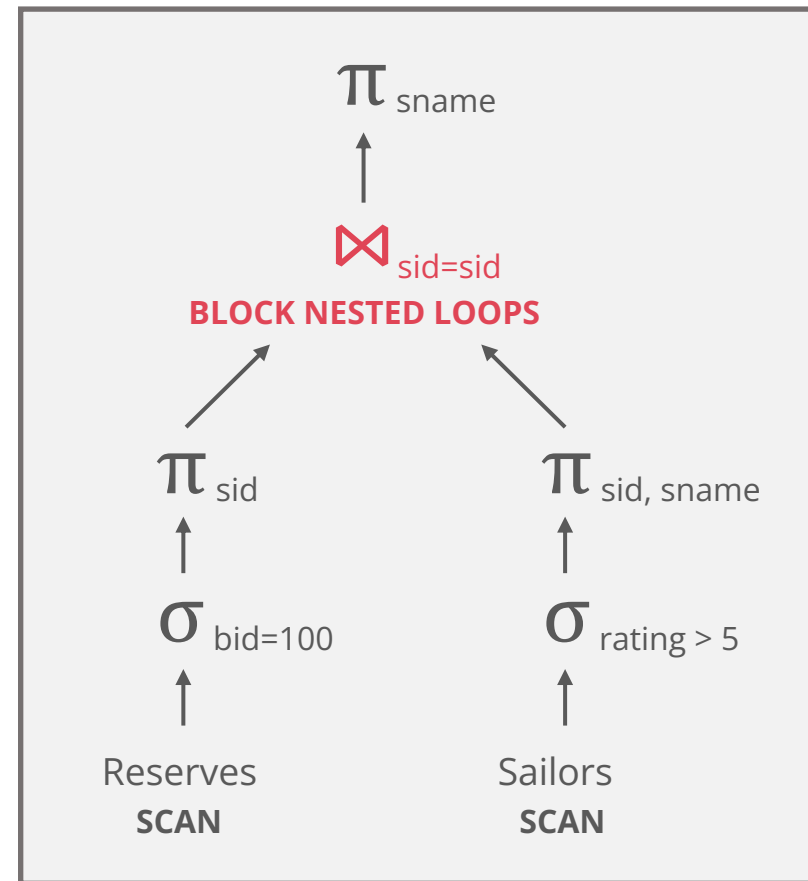 π sname
⋈ sid=sid
BLOCK NESTED LOOPS
π sid
π sid, sname
σ bid=100
σ rating > 5
Reserves
Sailors
SCAN
SCAN